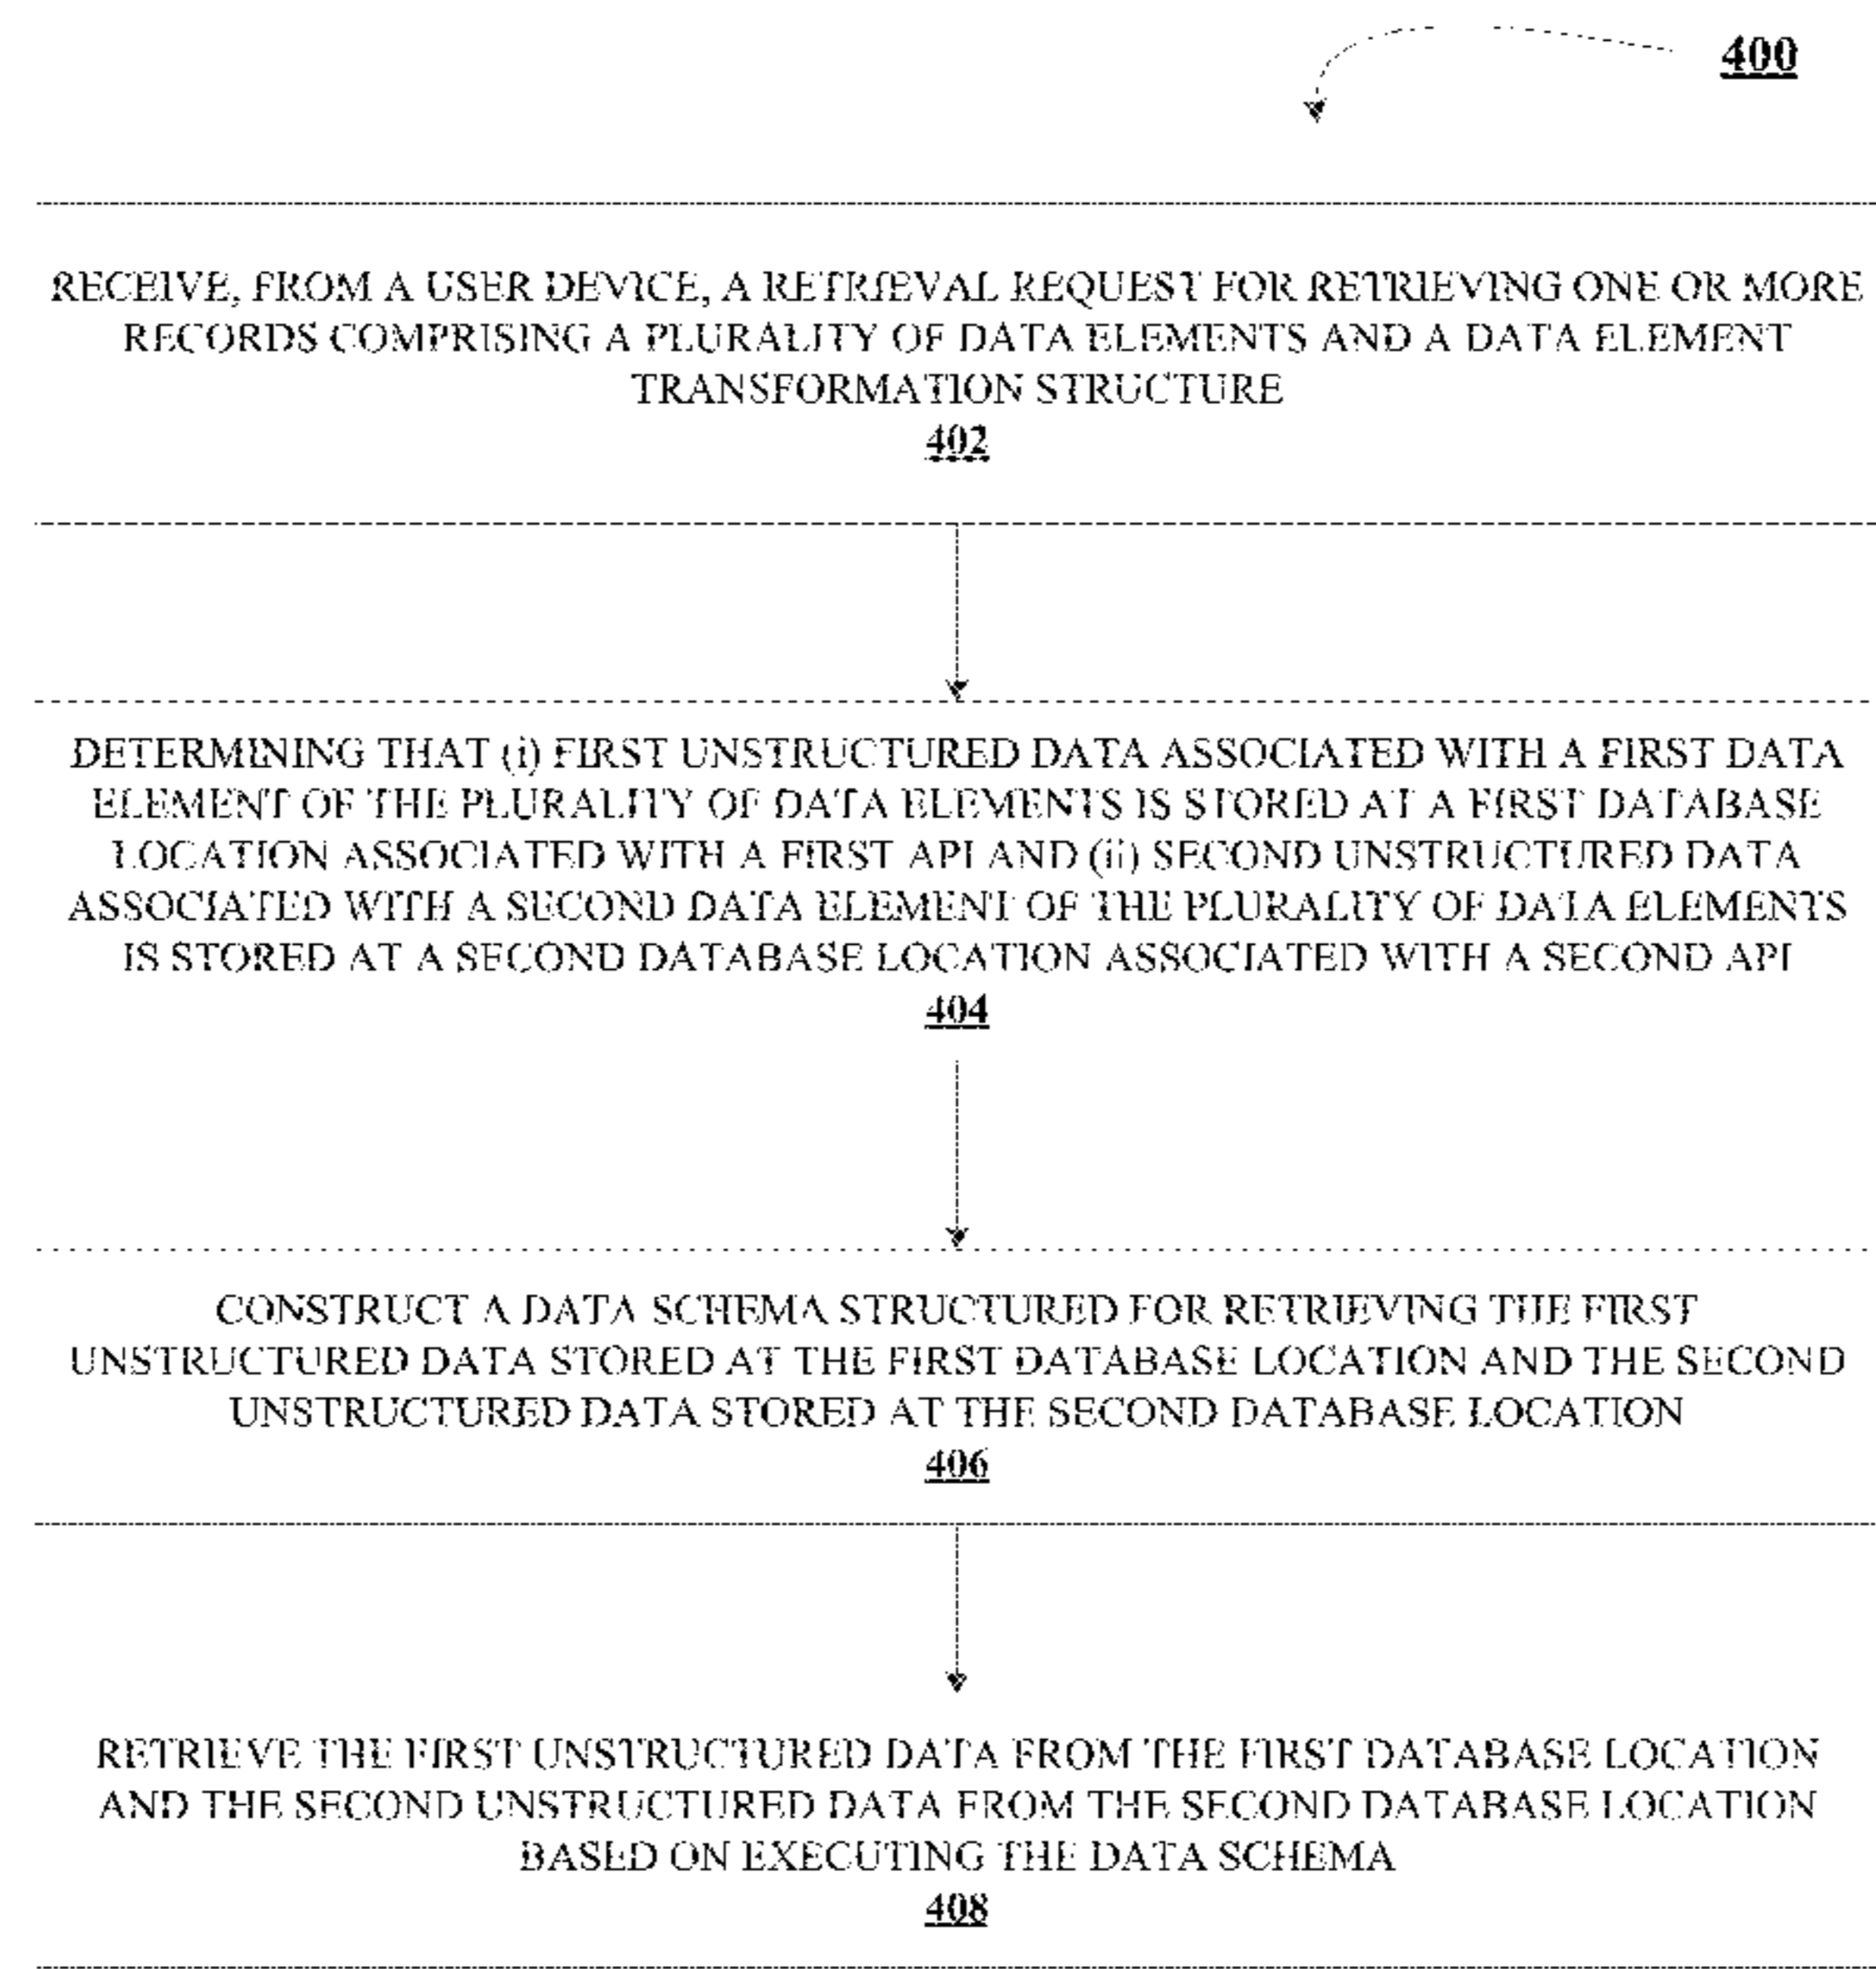 400
RECEIVE, FROM A USER DEVICE, A RETRIEVAL REQUEST FOR RETRIEVING ONE OR MORE
RECORDS COMPRISING A PLURALITY OF DATA ELEMENTS AND A DATA ELEMENT
TRANSFORMATION STRUCTURE
402
DETERMINING THAT (i) FIRST UNSTRUCTURED DATA ASSOCIATED WITH A FIRST DATA
ELEMENT OF THE PLURALITY OF DATA ELEMENTS IS STORED AT A FIRST DATABASE
LOCATION ASSOCIATED WITH A FIRST API AND (ii) SECOND UNSTRUCTURED DATA
ASSOCIATED WITH A SECOND DATA ELEMENT OF THE PLURALITY OF DATA ELEMENTS
IS STORED AT A SECOND DATABASE LOCATION ASSOCIATED WITH A SECOND API
404
CONSTRUCT A DATA SCHEMA STRUCTURED FOR RETRIEVING THE FIRST
UNSTRUCTURED DATA STORED AT THE FIRST DATABASE LOCATION AND THE SECOND
UNSTRUCTURED DATA STORED AT THE SECOND DATABASE LOCATION
406
RETRIEVE THE FIRST UNSTRUCTURED DATA FROM THE FIRST DATABASE LOCATION
AND THE SECOND UNSTRUCTURED DATA FROM THE SECOND DATABASE LOCATION
BASED ON EXECUTING THE DATA SCHEMA
408